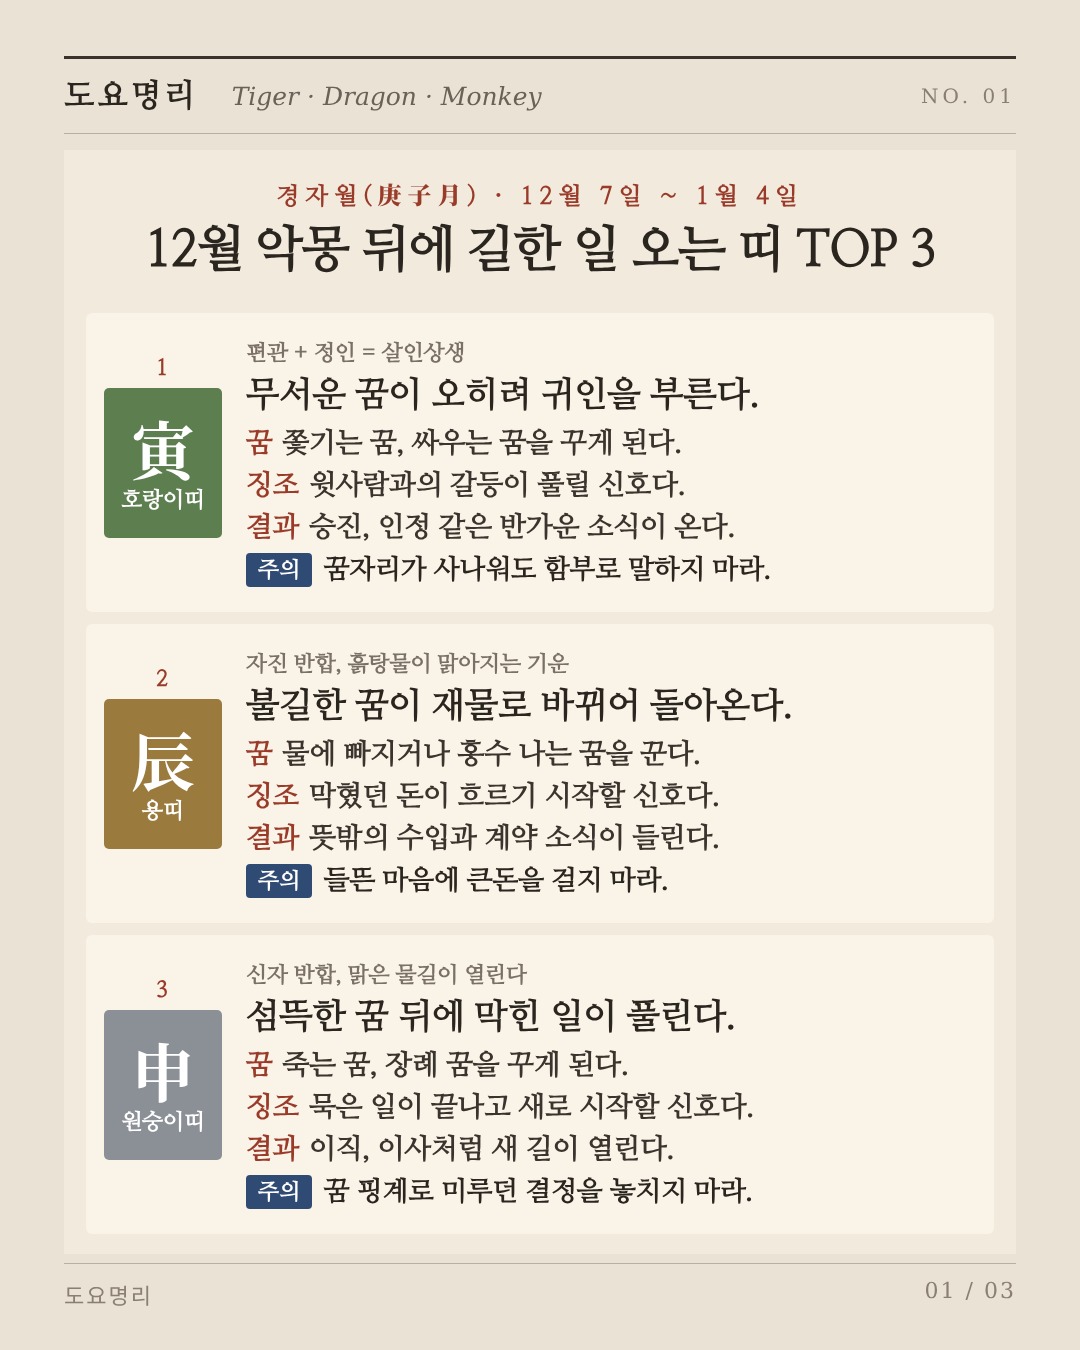 도요명리 Tiger · Dragon · Monkey NO. 01
경자월(庚子月) · 12월 7일 ~ 1월 4일
12월 악몽 뒤에 길한 일 오는 띠 TOP 3
1
寅
호랑이띠
편관 + 정인 = 살인상생
무서운 꿈이 오히려 귀인을 부른다.
꿈 쫓기는 꿈, 싸우는 꿈을 꾸게 된다.
징조 윗사람과의 갈등이 풀릴 신호다.
결과 승진, 인정 같은 반가운 소식이 온다.
주의 꿈자리가 사나워도 함부로 말하지 마라.
2
辰
용띠
자진 반합, 흙탕물이 맑아지는 기운
불길한 꿈이 재물로 바뀌어 돌아온다.
꿈 물에 빠지거나 홍수 나는 꿈을 꾼다.
징조 막혔던 돈이 흐르기 시작할 신호다.
결과 뜻밖의 수입과 계약 소식이 들린다.
주의 들뜬 마음에 큰돈을 걸지 마라.
3
申
원숭이띠
신자 반합, 맑은 물길이 열린다
섬뜩한 꿈 뒤에 막힌 일이 풀린다.
꿈 죽는 꿈, 장례 꿈을 꾸게 된다.
징조 묵은 일이 끝나고 새로 시작할 신호다.
결과 이직, 이사처럼 새 길이 열린다.
주의 꿈 핑계로 미루던 결정을 놓치지 마라.
도요명리 01 / 03